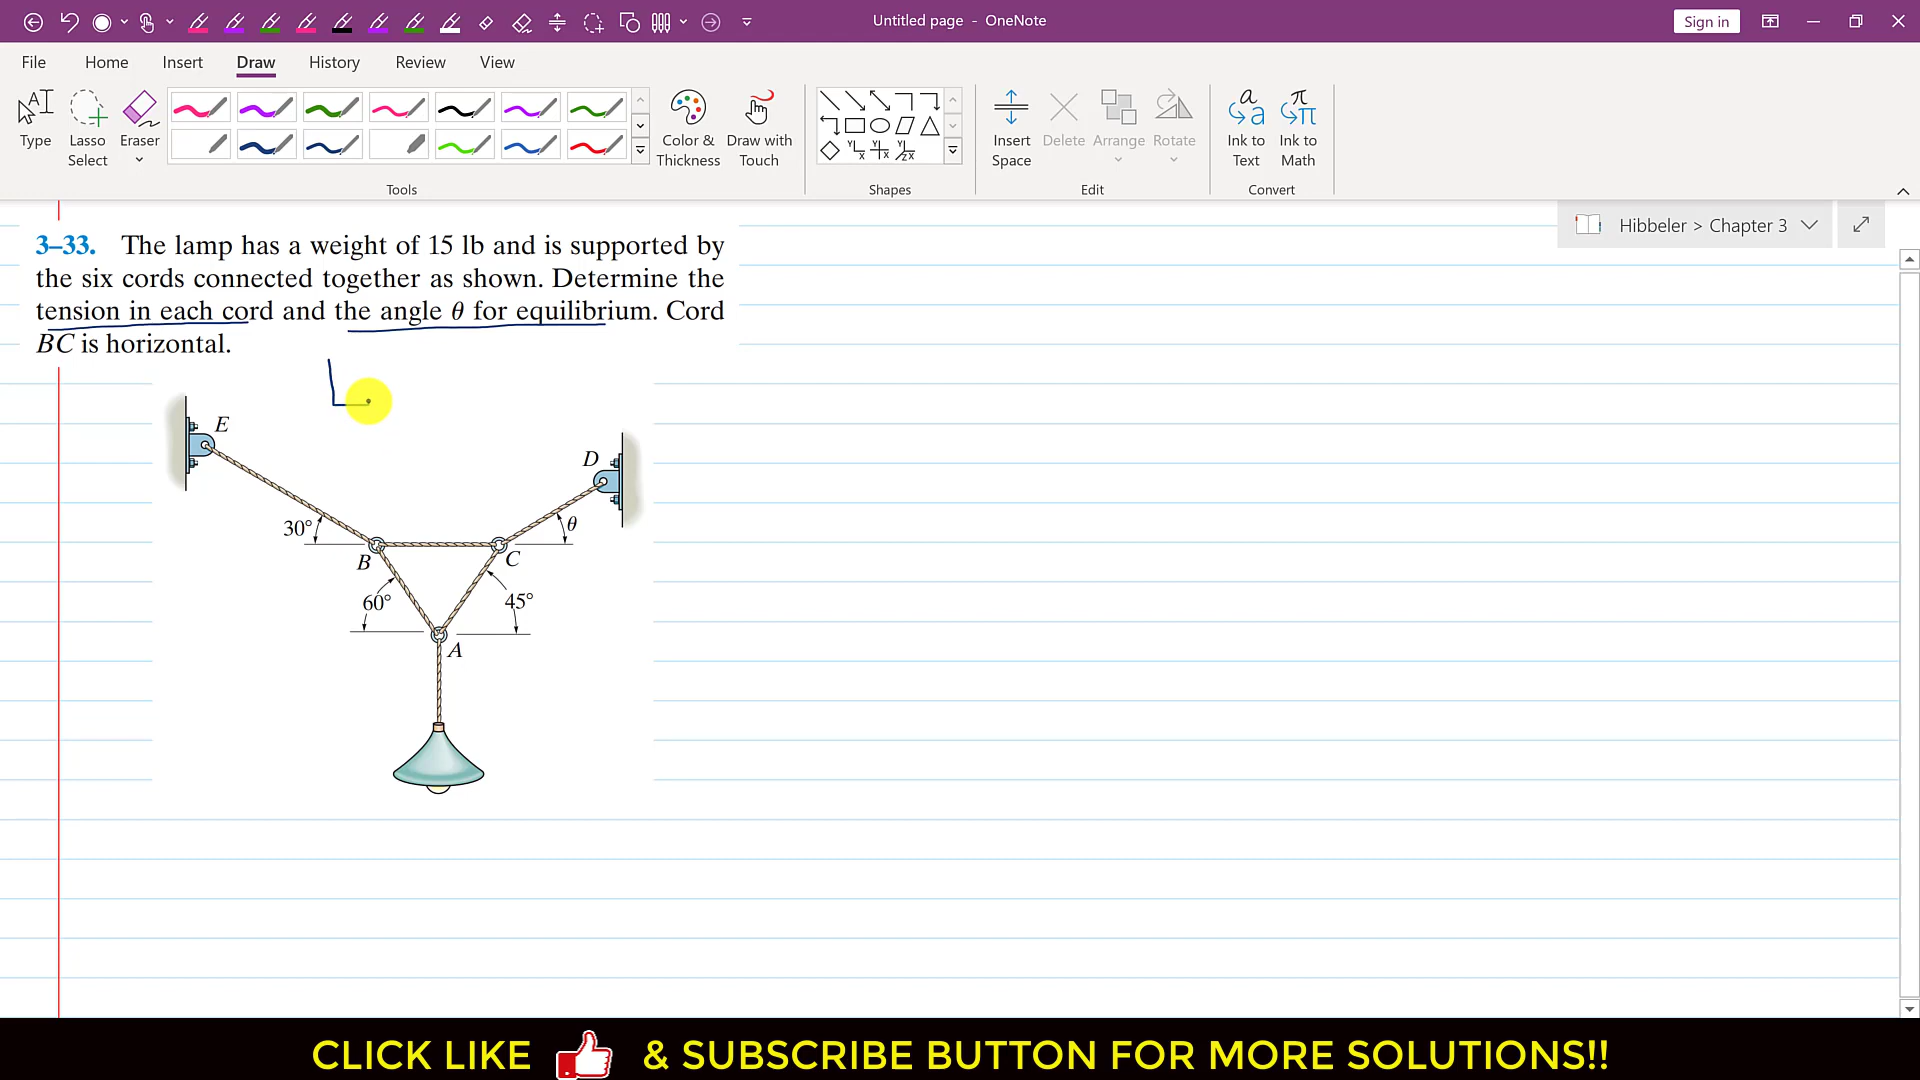 Untitled page - OneNote
Sign in
File Home Insert Draw History Review View
Type
Lasso Select
Eraser
Color & Thickness
Draw with Touch
Insert Space
Delete
Arrange
Rotate
Ink to Text
Ink to Math
Tools
Shapes
Edit
Convert
Hibbeler > Chapter 3
3–33. The lamp has a weight of 15 lb and is supported by
the six cords connected together as shown. Determine the
tension in each cord and the angle θ for equilibrium. Cord
BC is horizontal.
E
D
30°
θ
B
C
60°
45°
A
CLICK LIKE & SUBSCRIBE BUTTON FOR MORE SOLUTIONS!!